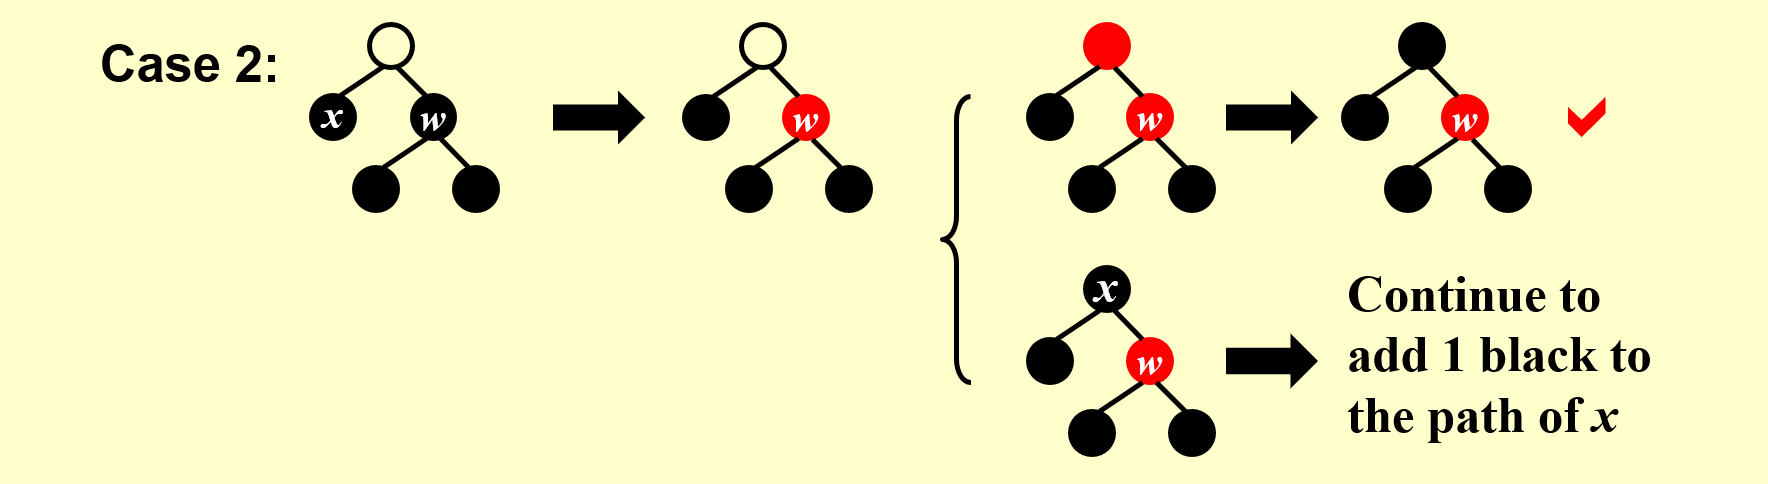 Case 2:
x
w
w
w
w
x
w
Continue to
add 1 black to
the path of x